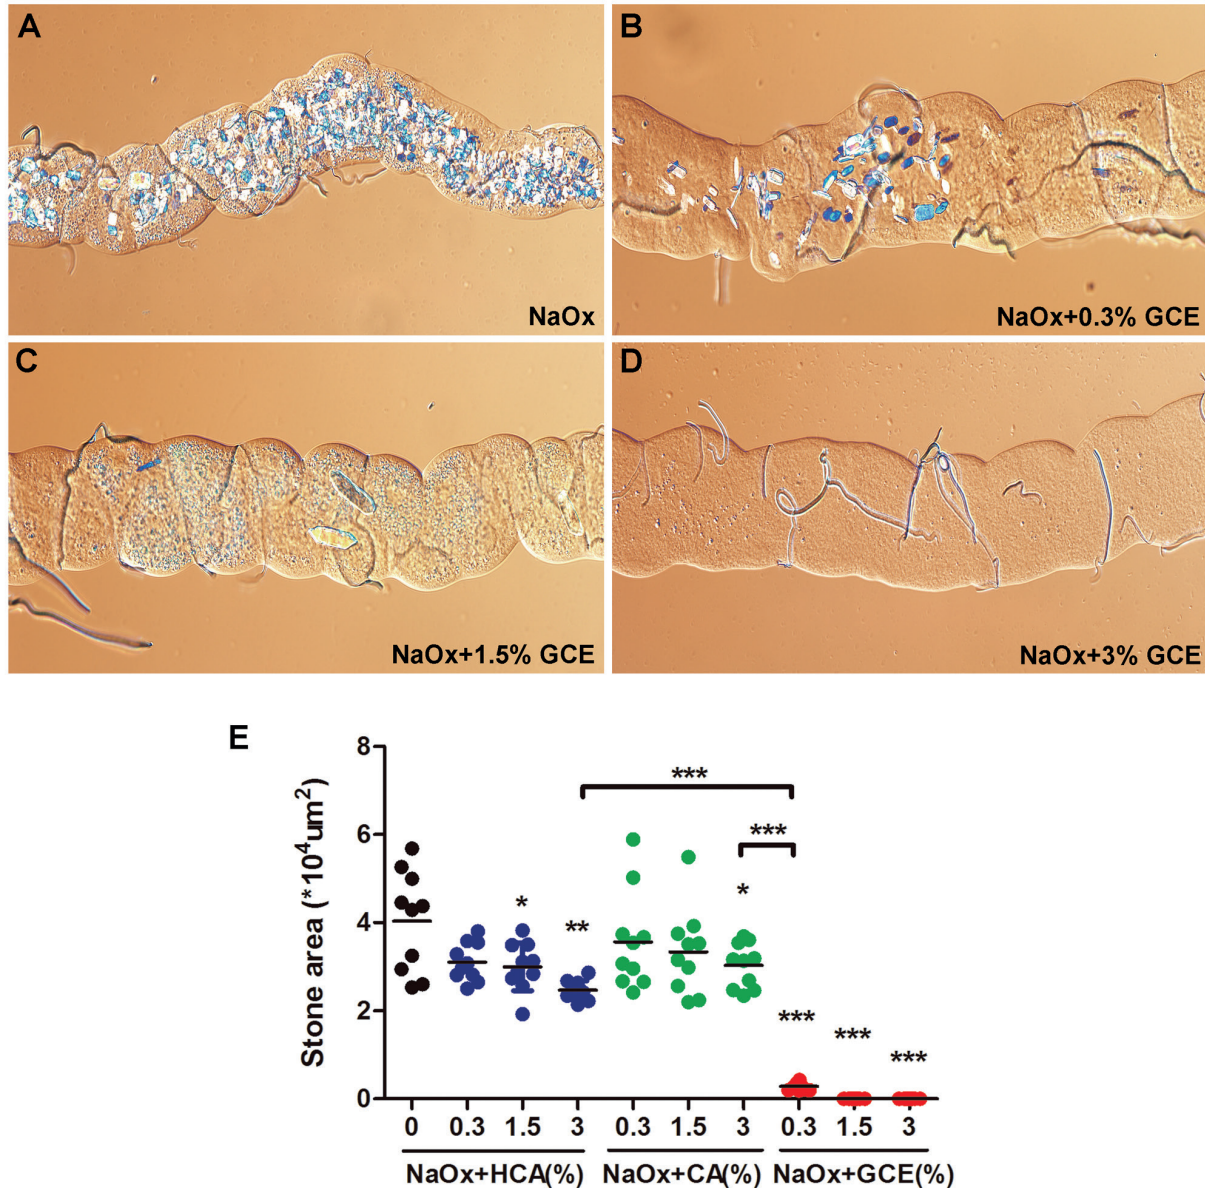 A
B
NaOx
NaOx+0.3% GCE
C
D
NaOx+1.5% GCE
NaOx+3% GCE
E
Stone area (*10⁴um²)
8
6
4
2
0
***
***
*
**
*
***
***
***
0 0.3 1.5 3 0.3 1.5 3 0.3 1.5 3
NaOx+HCA(%) NaOx+CA(%) NaOx+GCE(%)